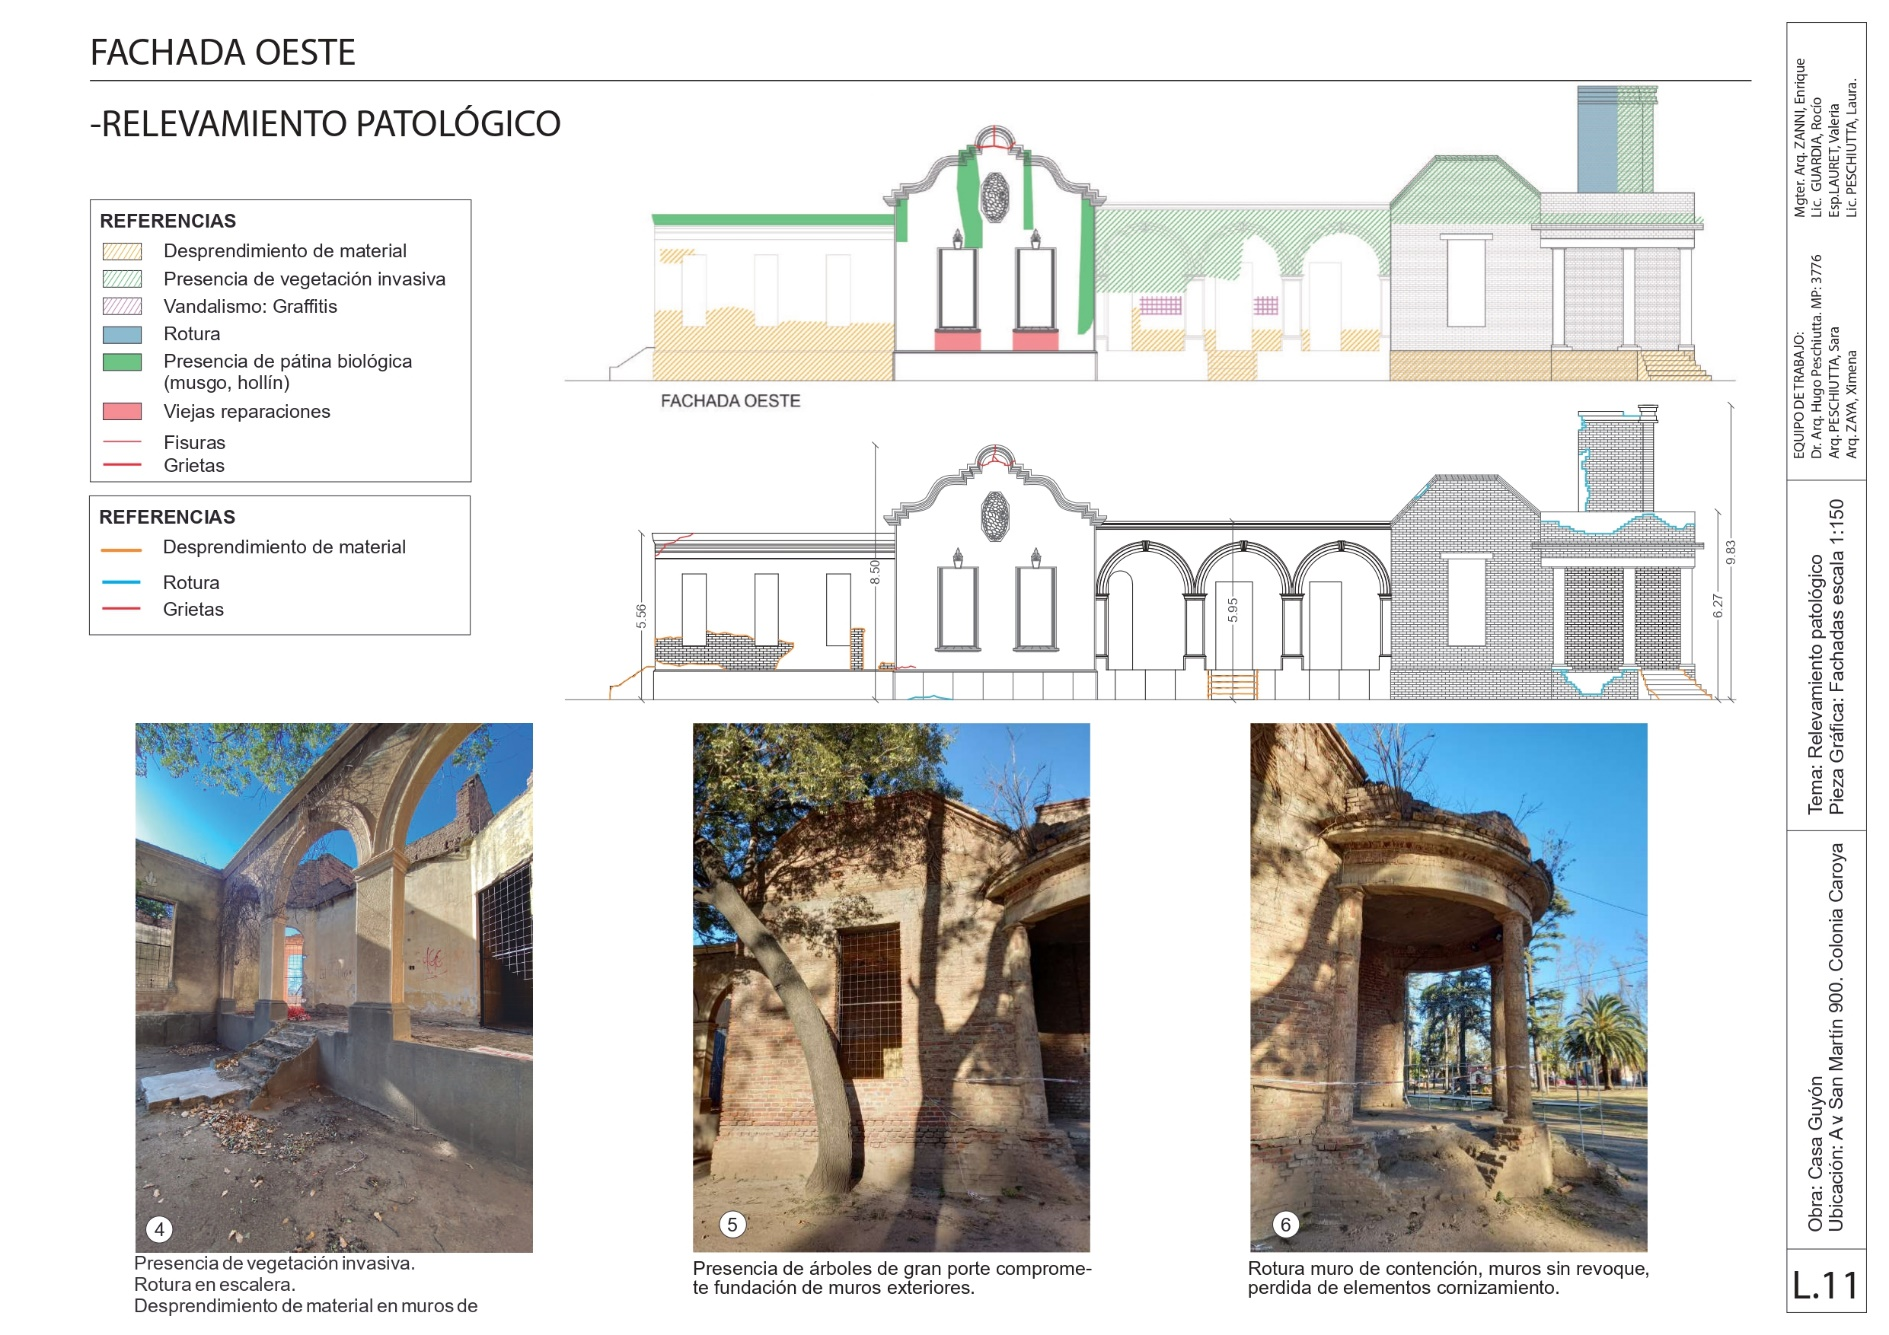 FACHADA OESTE
-RELEVAMIENTO PATOLÓGICO
REFERENCIAS
Desprendimiento de material
Presencia de vegetación invasiva
Vandalismo: Graffitis
Rotura
Presencia de pátina biológica
(musgo, hollín)
Viejas reparaciones
Fisuras
Grietas
REFERENCIAS
Desprendimiento de material
Rotura
Grietas
FACHADA OESTE
5.56
8.50
5.95
6.27
9.83
4
Presencia de vegetación invasiva.
Rotura en escalera.
Desprendimiento de material en muros de
5
Presencia de árboles de gran porte comprome-
te fundación de muros exteriores.
6
Rotura muro de contención, muros sin revoque,
perdida de elementos cornizamiento.
Mgter. Arq. ZANNI, Enrique
Lic. GUARDIA, Rocío
Esp.LAURET, Valeria
Lic. PESCHIUTTA, Laura.
EQUIPO DE TRABAJO:
Dr. Arq. Hugo Peschiutta. MP: 3776
Arq. PESCHIUTTA, Sara
Arq. ZAYA, Ximena
Tema: Relevamiento patológico
Pieza Gráfica: Fachadas escala 1:150
Obra: Casa Guyón
Ubicación: Av. San Martín 900. Colonia Caroya
L.11